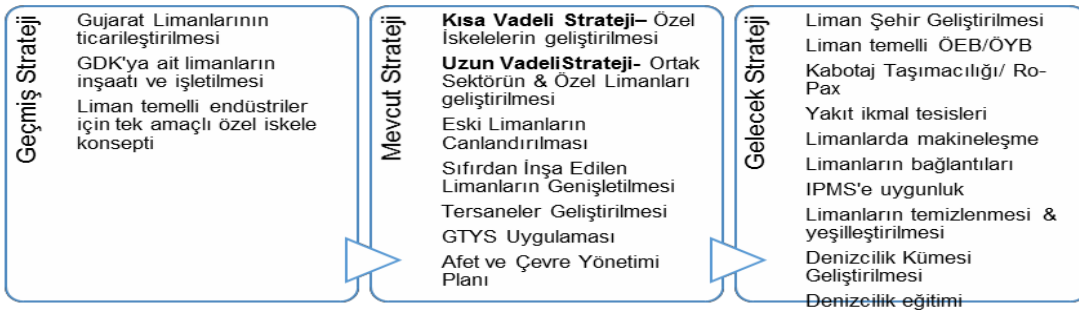 Geçmiş Strateji
Gujarat Limanlarının
ticarileştirilmesi
GDK'ya ait limanların
inşaatı ve işletilmesi
Liman temelli endüstriler
için tek amaçlı özel iskele
konsepti
Mevcut Strateji
Kısa Vadeli Strateji– Özel
İskelelerin geliştirilmesi
Uzun VadeliStrateji- Ortak
Sektörün & Özel Limanları
geliştirilmesi
Eski Limanların
Canlandırılması
Sıfırdan İnşa Edilen
Limanların Genişletilmesi
Tersaneler Geliştirilmesi
GTYS Uygulaması
Afet ve Çevre Yönetimi
Planı
Gelecek Strateji
Liman Şehir Geliştirilmesi
Liman temelli ÖEB/ÖYB
Kabotaj Taşımacılığı/ Ro-
Pax
Yakıt ikmal tesisleri
Limanlarda makineleşme
Limanların bağlantıları
IPMS'e uygunluk
Limanların temizlenmesi &
yeşilleştirilmesi
Denizcilik Kümesi
Geliştirilmesi
Denizcilik eğitimi